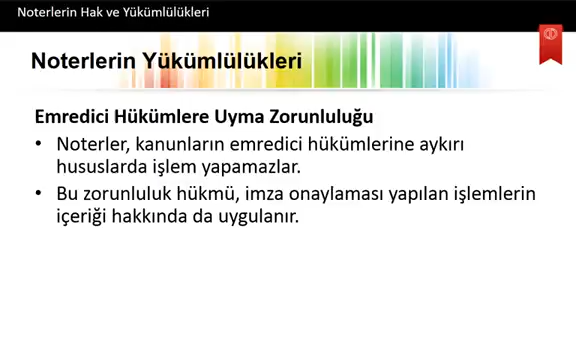 Noterlerin Hak ve Yükümlülükleri
Noterlerin Yükümlülükleri
Emredici Hükümlere Uyma Zorunluluğu
• Noterler, kanunların emredici hükümlerine aykırı
hususlarda işlem yapamazlar.
• Bu zorunluluk hükmü, imza onaylaması yapılan işlemlerin
içeriği hakkında da uygulanır.